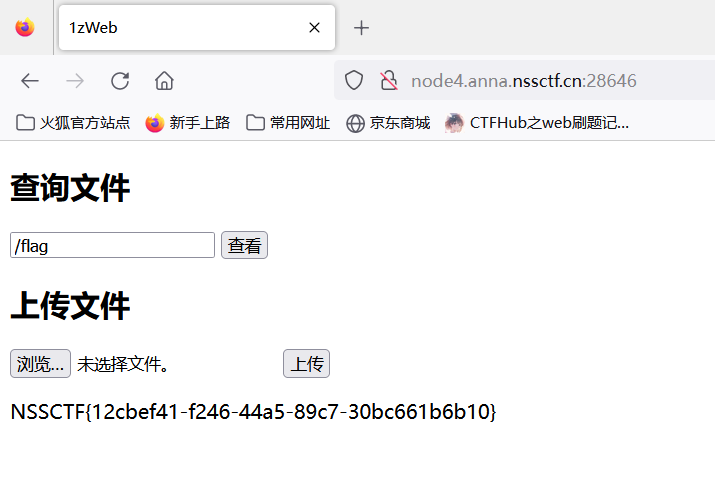 1zWeb
node4.anna.nssctf.cn:28646
火狐官方站点 新手上路 常用网址 京东商城 CTFHub之web刷题记...
查询文件
/flag 查看
上传文件
浏览... 未选择文件。 上传
NSSCTF{12cbef41-f246-44a5-89c7-30bc661b6b10}